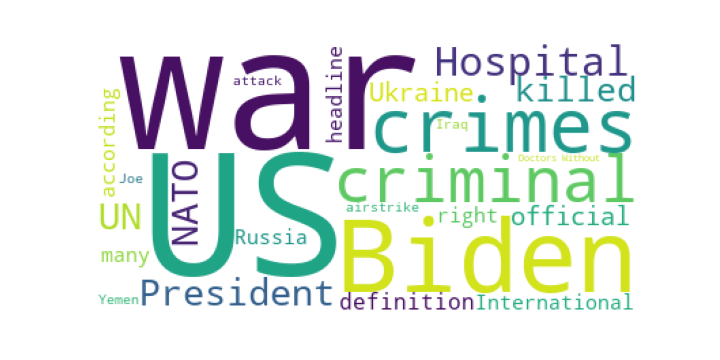 war
US
Biden
crimes
criminal
Hospital
killed
Ukraine
Iraq
Doctors Without
headline
attack
according
Joe
NATO
UN
many
Russia
airstrike
right
official
Yemen
President
definition
International